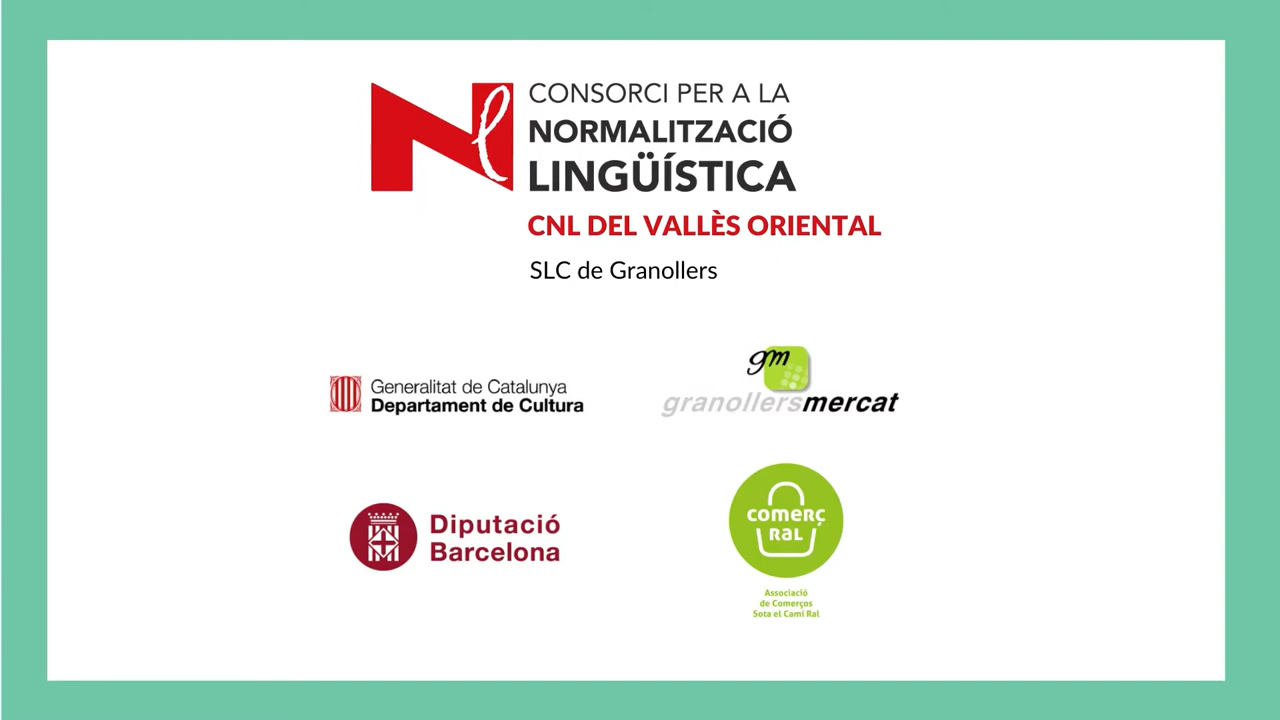 CONSORCI PER A LA
NORMALITZACIÓ
LINGÜÍSTICA
CNL DEL VALLÈS ORIENTAL
SLC de Granollers
Generalitat de Catalunya
Departament de Cultura
gm
granollersmercat
Diputació
Barcelona
comerç
ral
Associació
de Comerços
Sota el Camí Ral